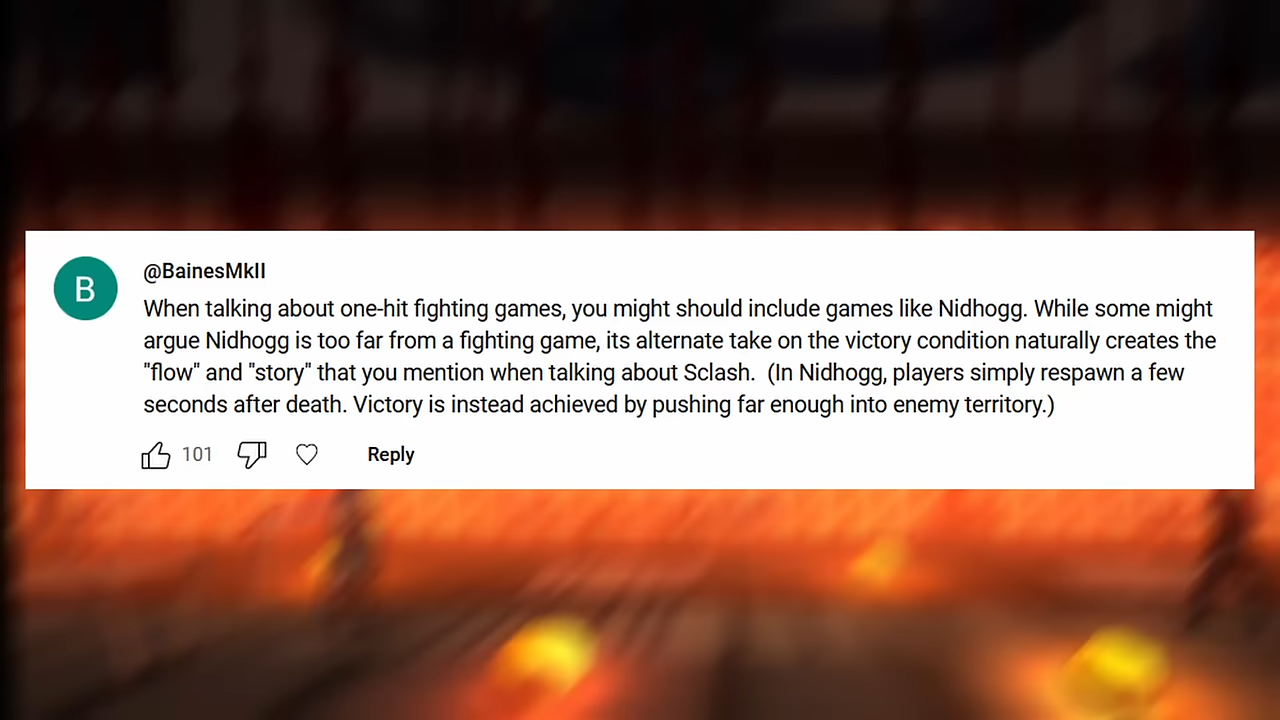 B
@BainesMkII
When talking about one-hit fighting games, you might should include games like Nidhogg. While some might
argue Nidhogg is too far from a fighting game, its alternate take on the victory condition naturally creates the
"flow" and "story" that you mention when talking about Sclash.  (In Nidhogg, players simply respawn a few
seconds after death. Victory is instead achieved by pushing far enough into enemy territory.)
101 Reply